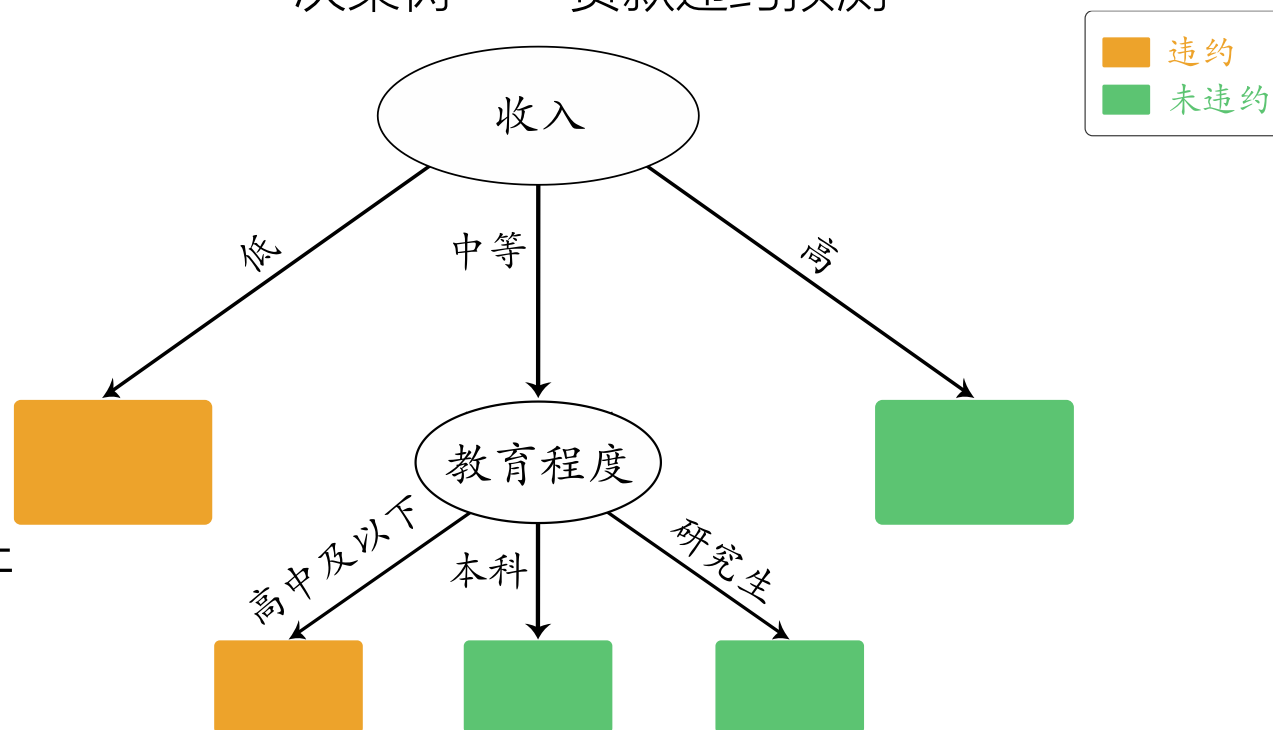 违约
未违约
收入
低
中等
高
教育程度
高中及以下
本科
研究生